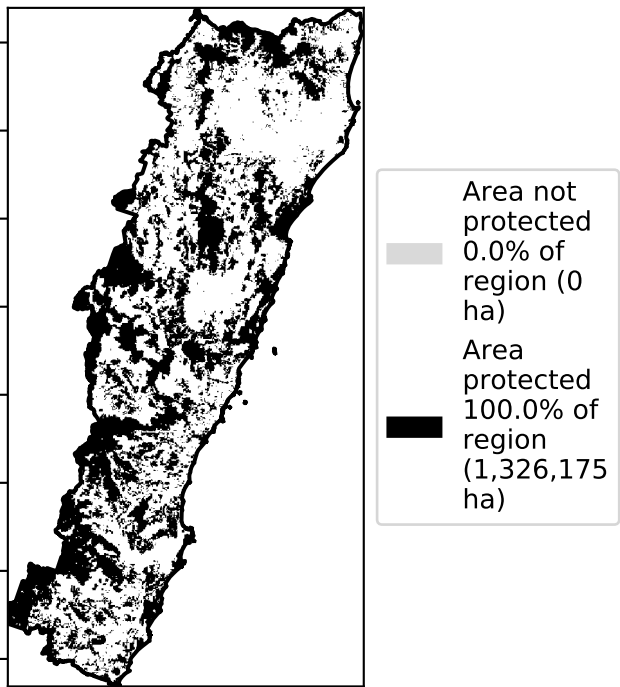 Area not
protected
0.0% of
region (0
ha)
Area
protected
100.0% of
region
(1,326,175
ha)